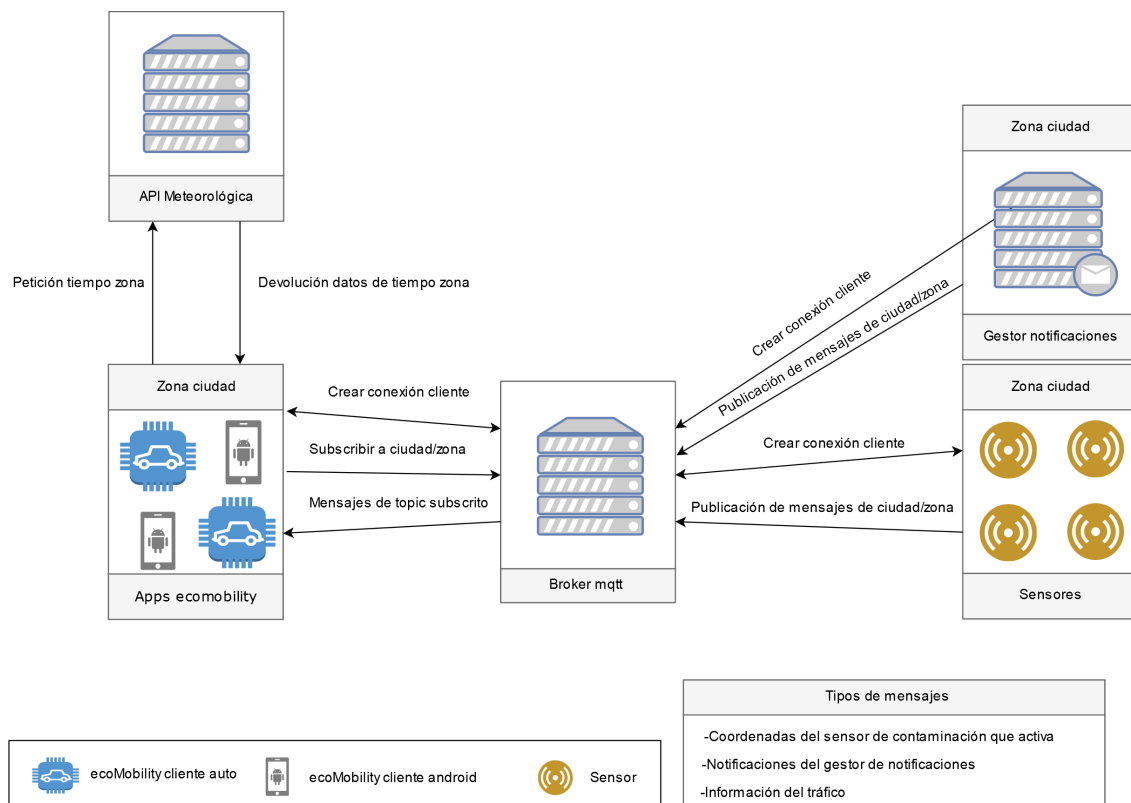 API Meteorológica
Petición tiempo zona
Devolución datos de tiempo zona
Zona ciudad
Apps ecomobility
Crear conexión cliente
Subscribir a ciudad/zona
Mensajes de topic subscrito
Broker mqtt
Crear conexión cliente
Publicación de mensajes de ciudad/zona
Zona ciudad
Gestor notificaciones
Crear conexión cliente
Publicación de mensajes de ciudad/zona
Zona ciudad
Sensores
ecoMobility cliente auto
ecoMobility cliente android
Sensor
Tipos de mensajes
-Coordenadas del sensor de contaminación que activa
-Notificaciones del gestor de notificaciones
-Información del tráfico